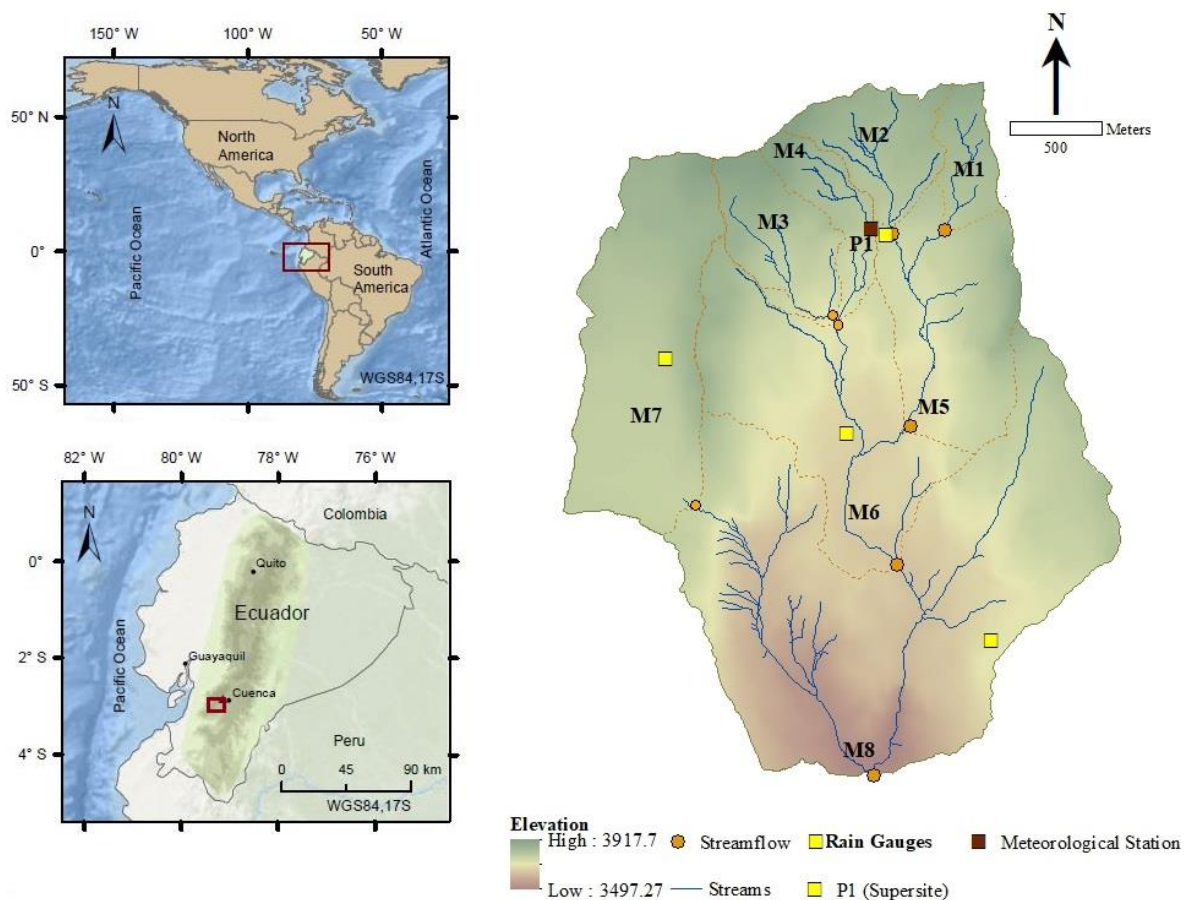 150° W 100° W 50° W
50° N
0°
50° S
N
North
America
Pacific Ocean
Atlantic Ocean
South
America
WGS84,17S
82° W 80° W 78° W 76° W
0°
2° S
4° S
N
Colombia
Quito
Ecuador
Pacific Ocean
Guayaquil
Cuenca
Peru
0 45 90 km
WGS84,17S
N
Meters
500
M2
M4
M1
M3
P1
M7
M5
M6
M8
Elevation
High : 3917.7
Low : 3497.27
Streamflow
Rain Gauges
Meteorological Station
Streams
P1 (Supersite)